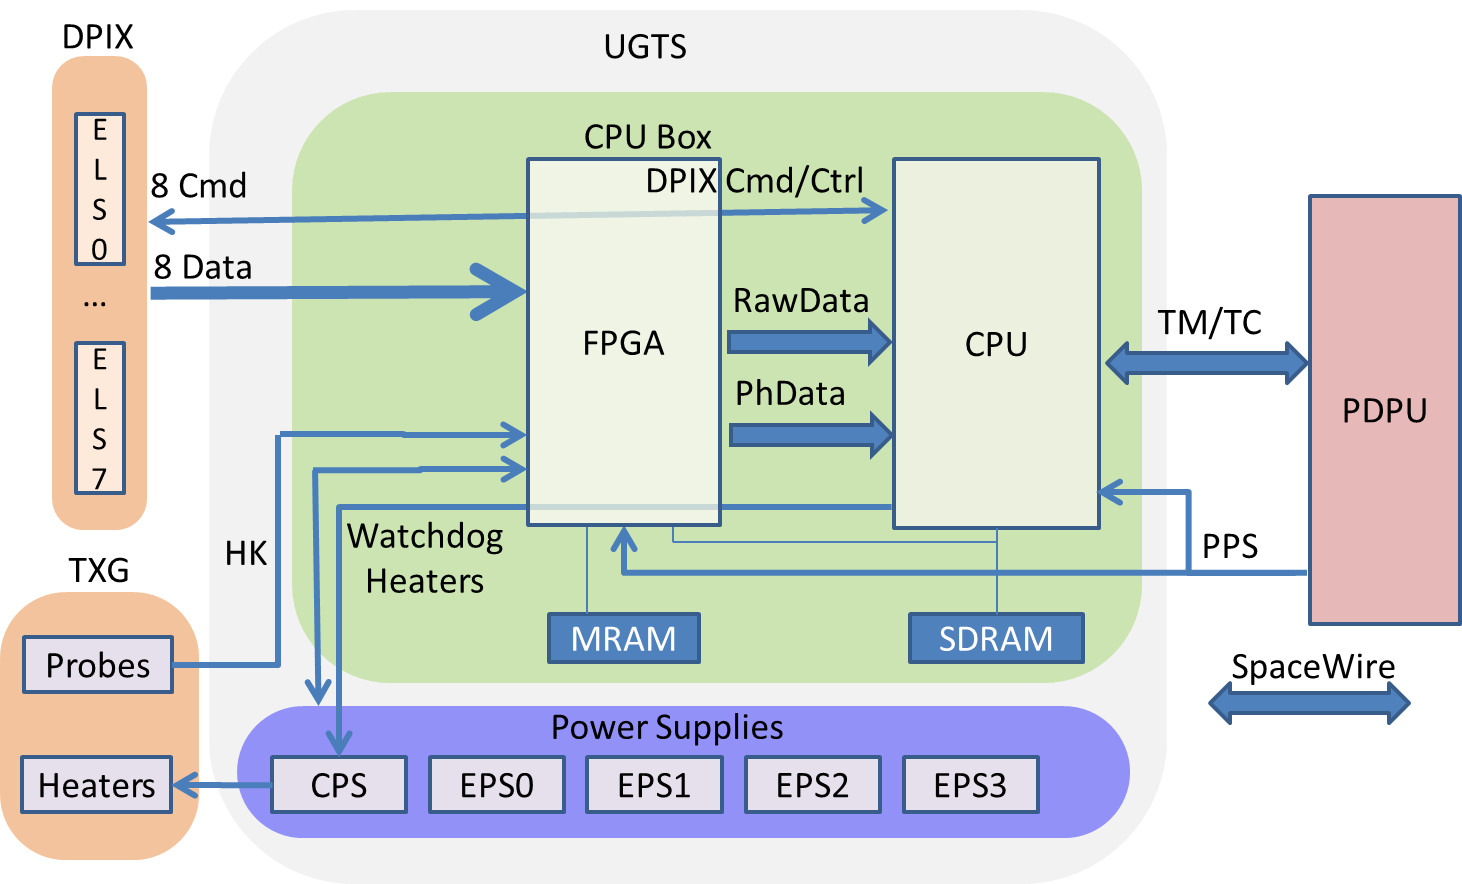 DPIX
UGTS
E
L
S
0
...
E
L
S
7
8 Cmd
8 Data
CPU Box
DPIX Cmd/Ctrl
FPGA
RawData
PhData
CPU
TM/TC
PDPU
PPS
HK
Watchdog
Heaters
MRAM
SDRAM
SpaceWire
TXG
Probes
Heaters
Power Supplies
CPS
EPS0
EPS1
EPS2
EPS3